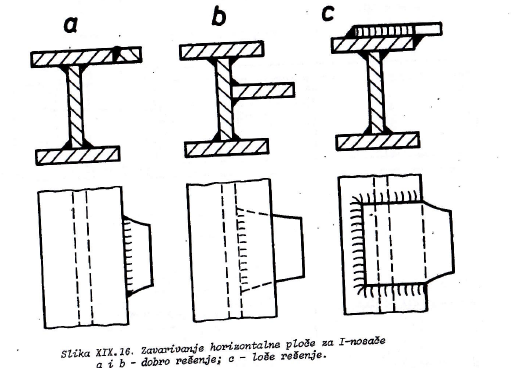 a b c
Slika XIX.16. Zavarivanje horizontalne ploče za I-nosače
a i b - dobro rešenje; c - loše rešenje.